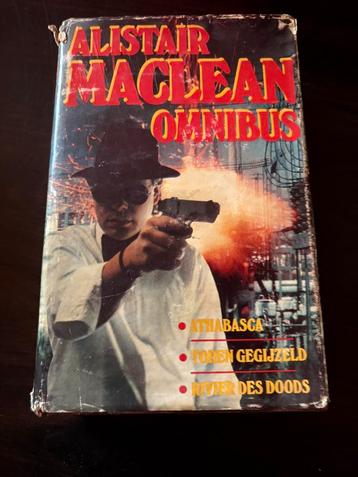 ALISTAIR
MACLEAN
OMNIBUS
• ATHABASCA
• TOREN GEGIJZELD
• RIVIER DES DOODS